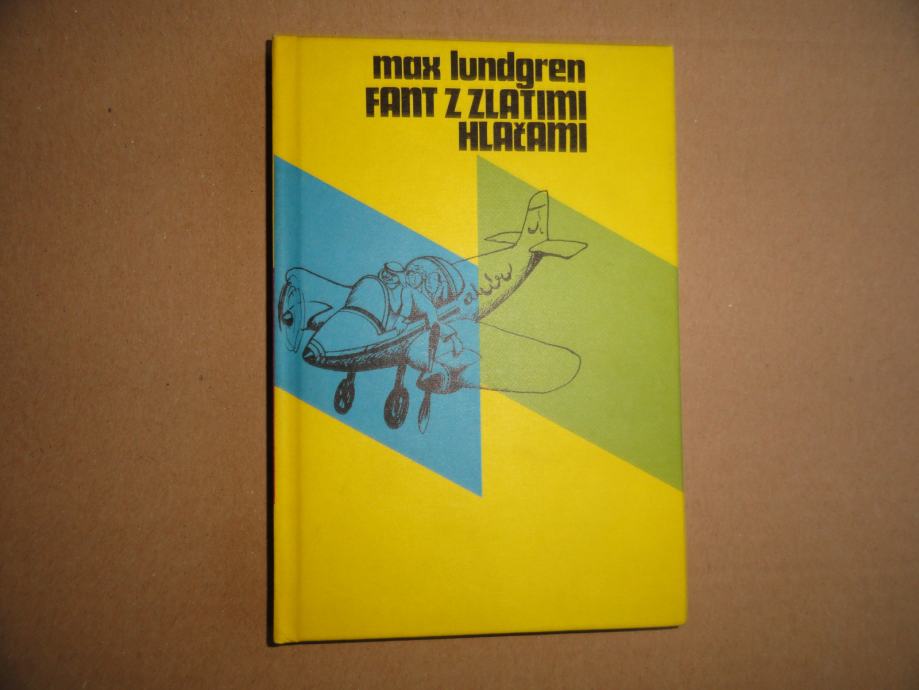 max lundgren
FANT Z ZLATIMI
HLAČAMI